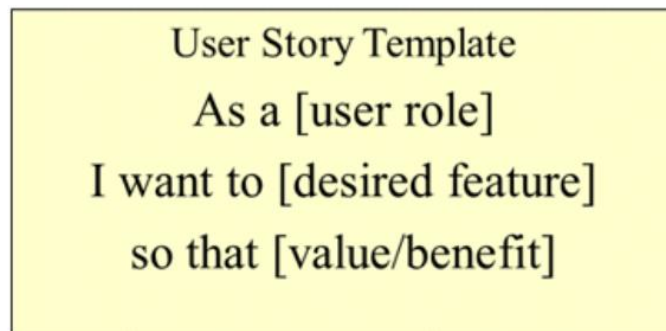 User Story Template
As a [user role]
I want to [desired feature]
so that [value/benefit]